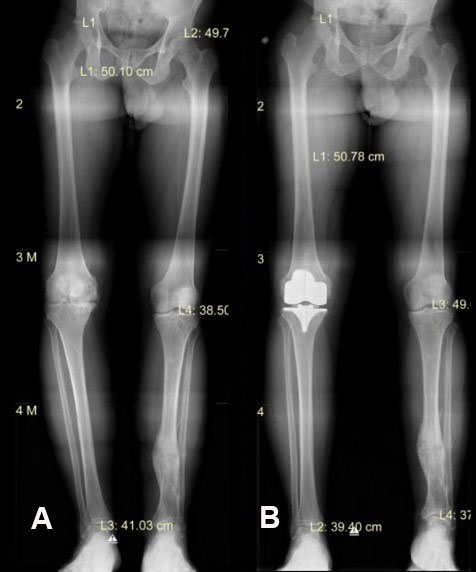 L1
L2: 49.7
L1: 50.10 cm
2
3 M
L4: 38.50
4 M
A
L3: 41.03 cm
L1
2
L1: 50.78 cm
3
L3: 49.
4
B
L2: 39.40 cm
L4: 37